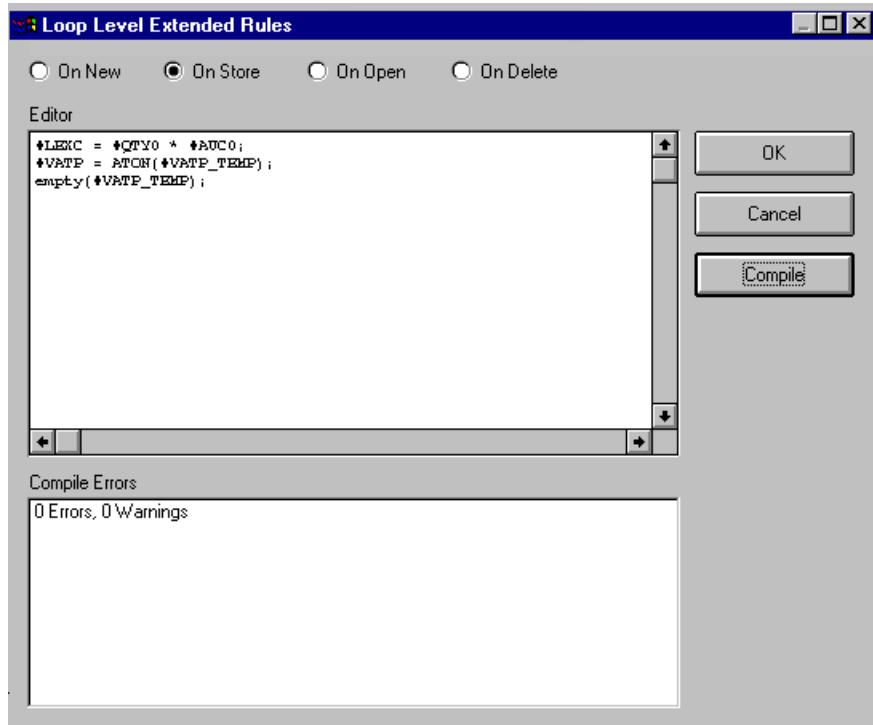 Loop Level Extended Rules
On New On Store On Open On Delete
Editor
#LEXC = #QTY0 * #AUC0;
#VATP = ATON(#VATP_TEMP);
empty(#VATP_TEMP);
OK
Cancel
Compile
Compile Errors
0 Errors, 0 Warnings